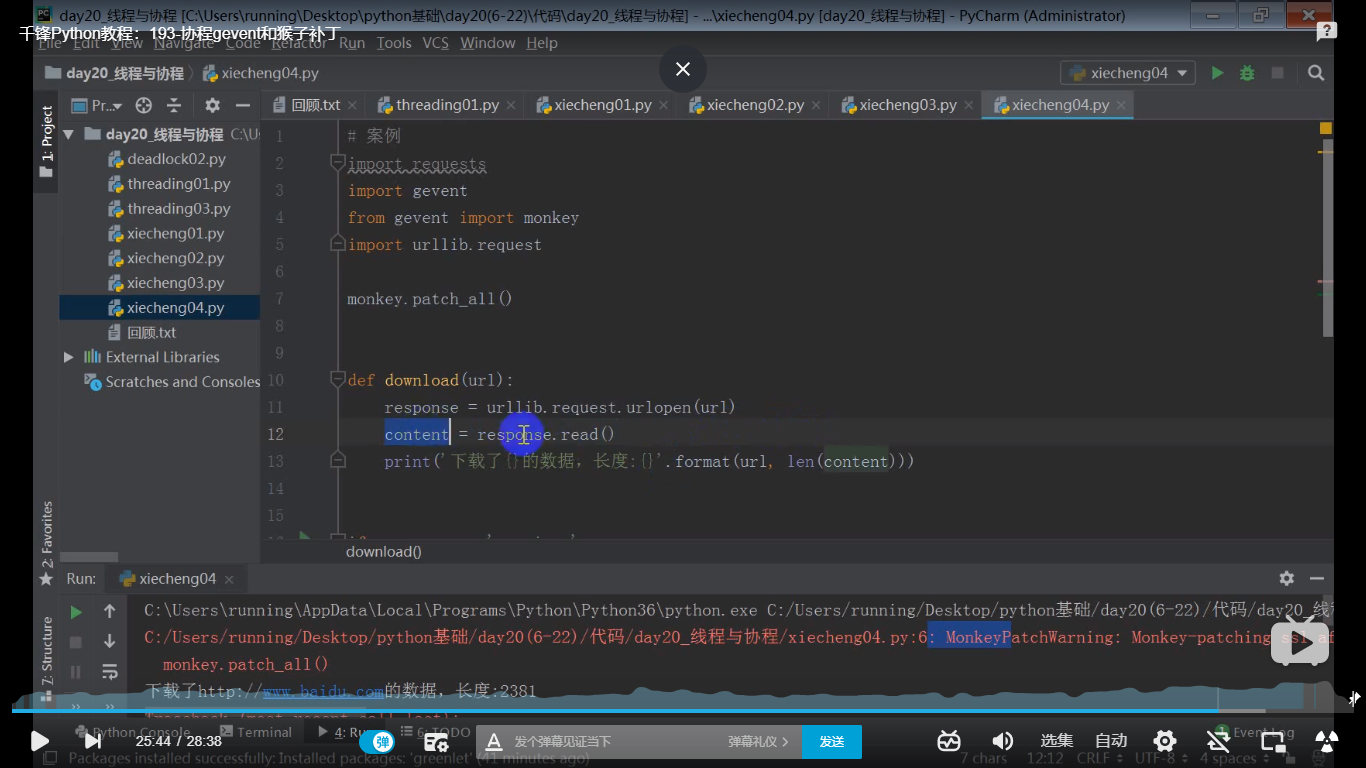 day20_线程与协程 [C:\Users\running\Desktop\python基础\day20(6-22)\代码\day20_线程与协程] - ...\xiecheng04.py [day20_线程与协程] - PyCharm (Administrator)
千锋Python教程：193-协程gevent和猴子补丁
File Edit View Navigate Code Refactor Run Tools VCS Window Help
day20_线程与协程 xiecheng04.py
xiecheng04
Pr...
回顾.txt threading01.py xiecheng01.py xiecheng02.py xiecheng03.py xiecheng04.py
1: Project
day20_线程与协程 C:\U
deadlock02.py
threading01.py
threading03.py
xiecheng01.py
xiecheng02.py
xiecheng03.py
xiecheng04.py
回顾.txt
External Libraries
Scratches and Consoles
1 # 案例
2 import requests
3 import gevent
4 from gevent import monkey
5 import urllib.request
6
7 monkey.patch_all()
8
9
10 def download(url):
11 response = urllib.request.urlopen(url)
12 content = response.read()
13 print('下载了{}的数据，长度:{}'.format(url, len(content)))
14
15
download()
2: Favorites
7: Structure
Run: xiecheng04
C:\Users\running\AppData\Local\Programs\Python\Python36\python.exe C:/Users/running/Desktop/python基础/day20(6-22)/代码/day20_线程
C:/Users/running/Desktop/python基础/day20(6-22)/代码/day20_线程与协程/xiecheng04.py:6: MonkeyPatchWarning: Monkey-patching ssl af
monkey.patch_all()
下载了http://www.baidu.com的数据，长度:2381
Traceback (most recent call last):
Python Console Terminal 4: Ru 6: TODO Event Log
25:44 / 28:38
弹
发个弹幕见证当下
弹幕礼仪 >
发送
选集
自动
Packages installed successfully: Installed packages: 'greenlet' (41 minutes ago)
7 chars 12:12 CRLF UTF-8 4 spaces